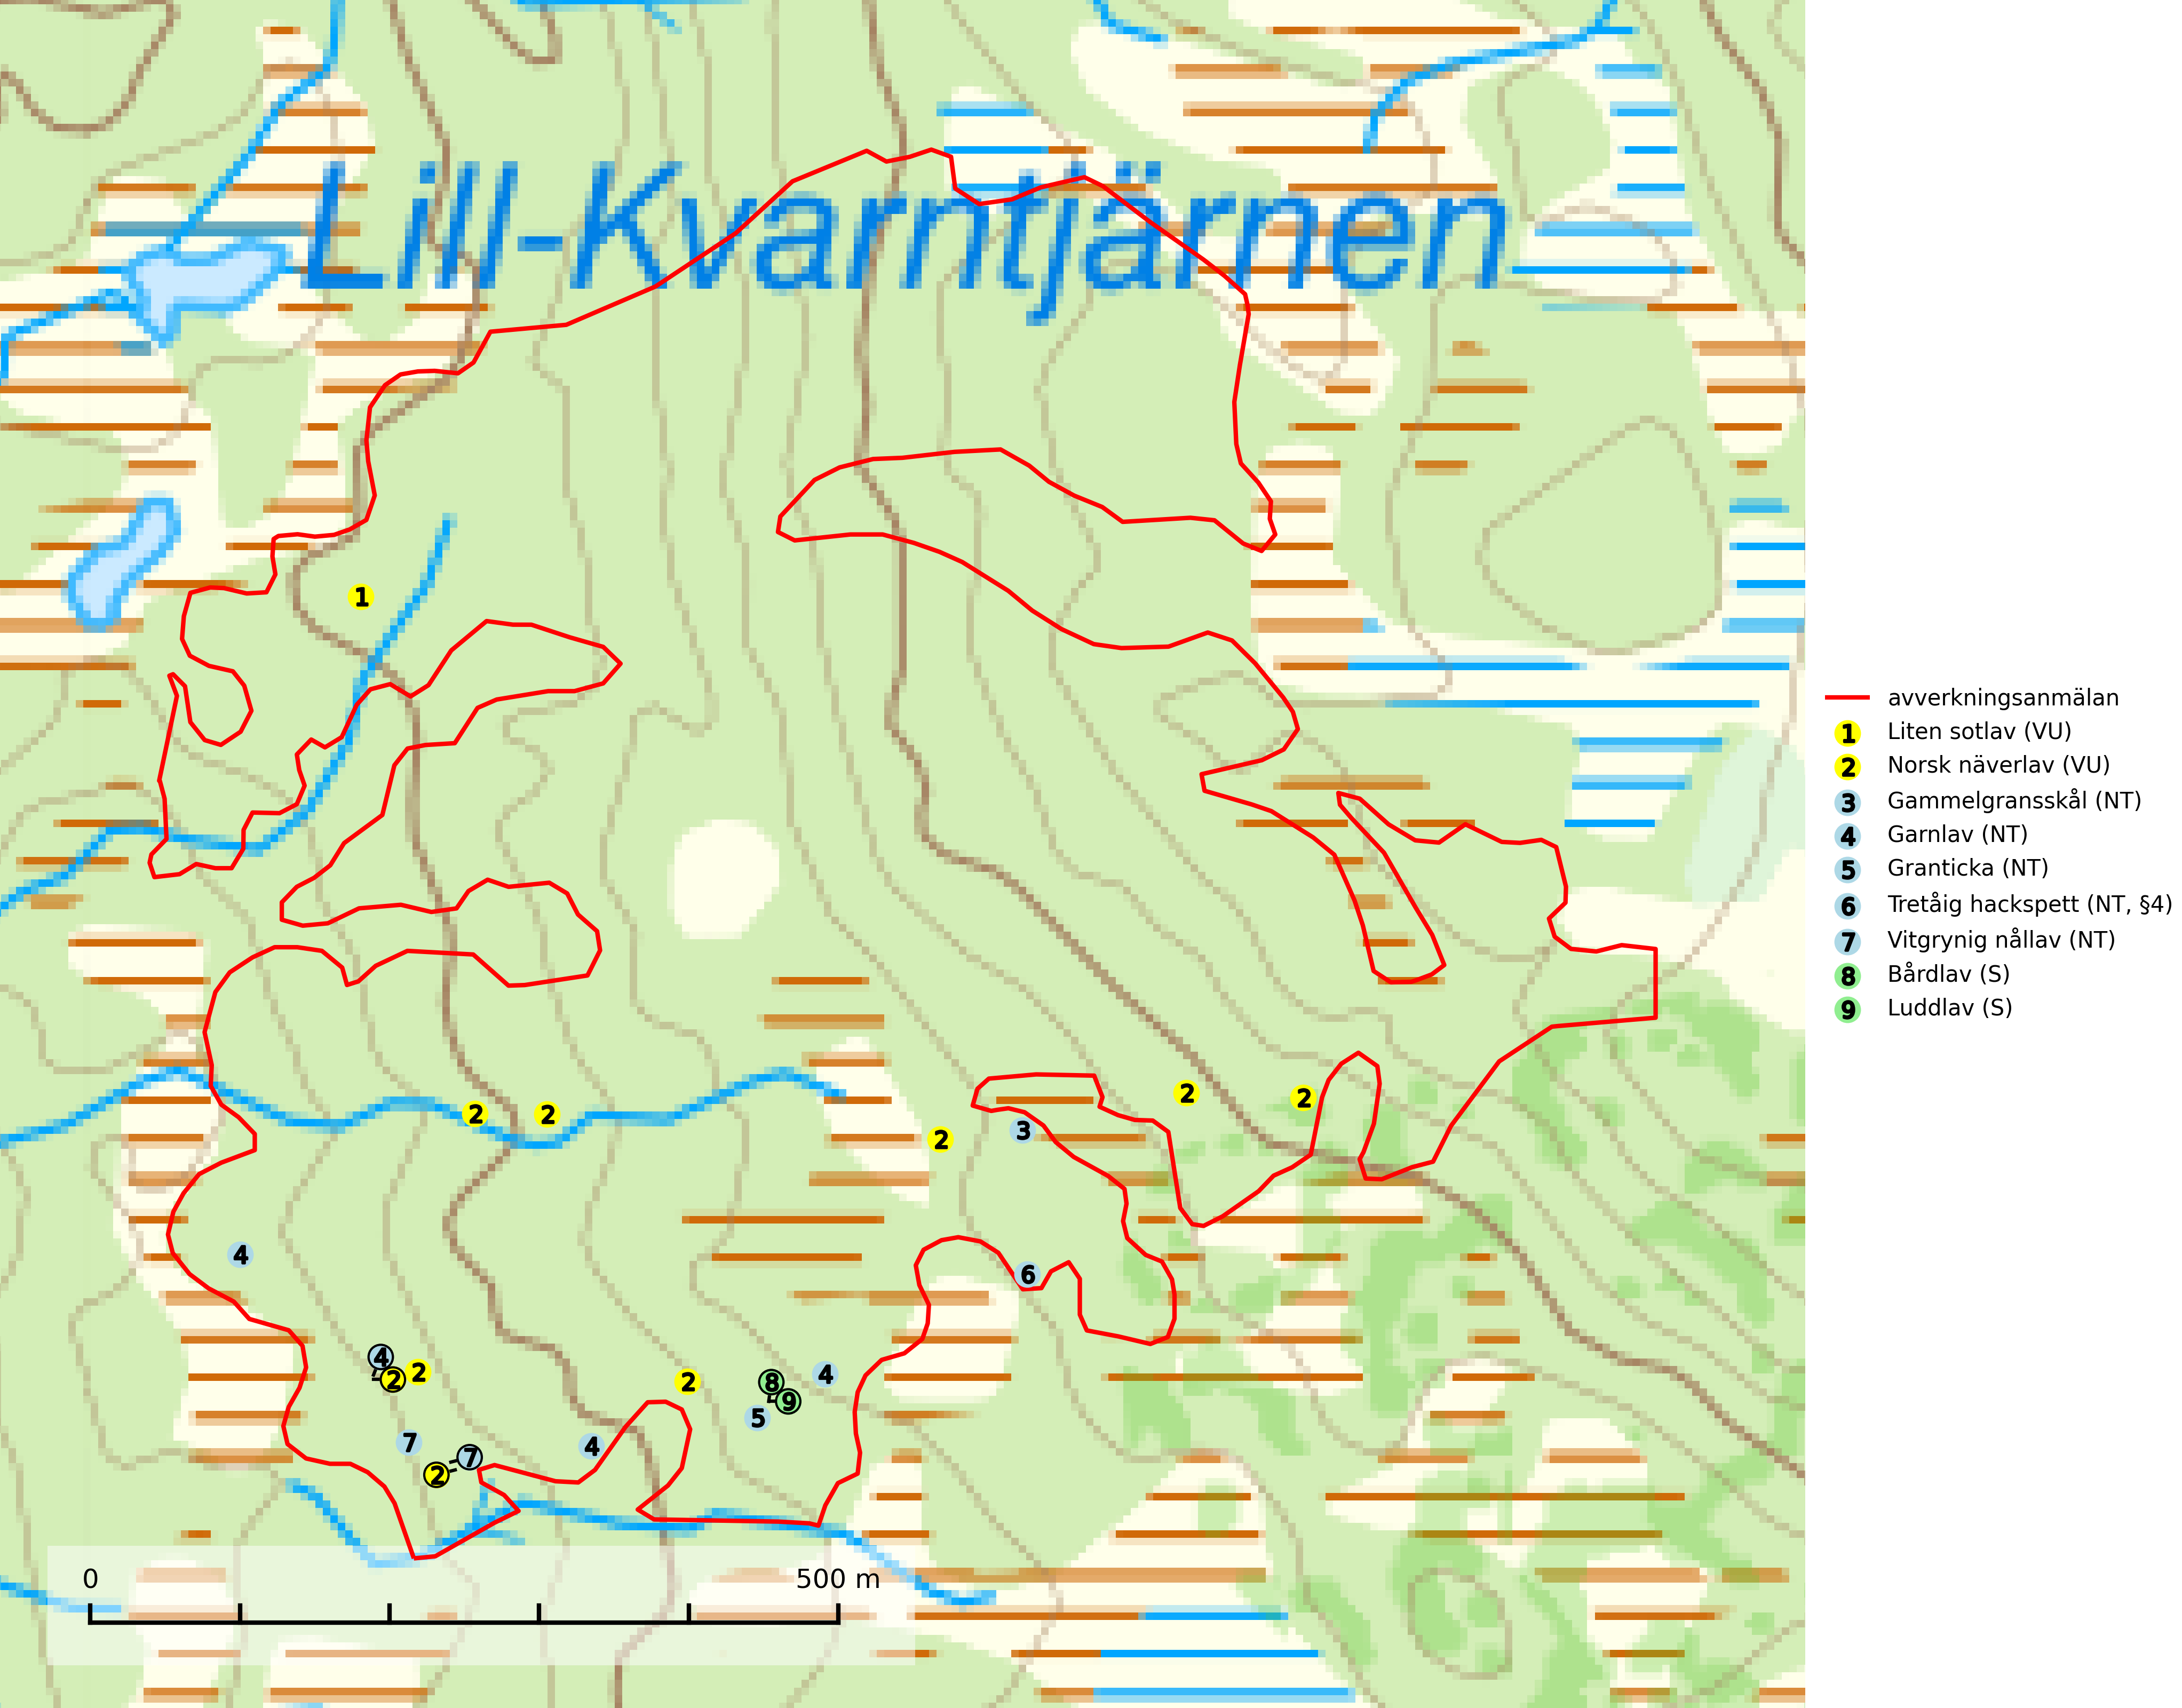 Lill-Kvarntjärnen
1
2
2
2
2
2
3
4
6
4
2
2
2
8
9
4
5
7
7
2
4
0
500 m
avverkningsanmälan
1 Liten sotlav (VU)
2 Norsk näverlav (VU)
3 Gammelgransskål (NT)
4 Garnlav (NT)
5 Granticka (NT)
6 Tretåig hackspett (NT, §4)
7 Vitgrynig nållav (NT)
8 Bårdlav (S)
9 Luddlav (S)